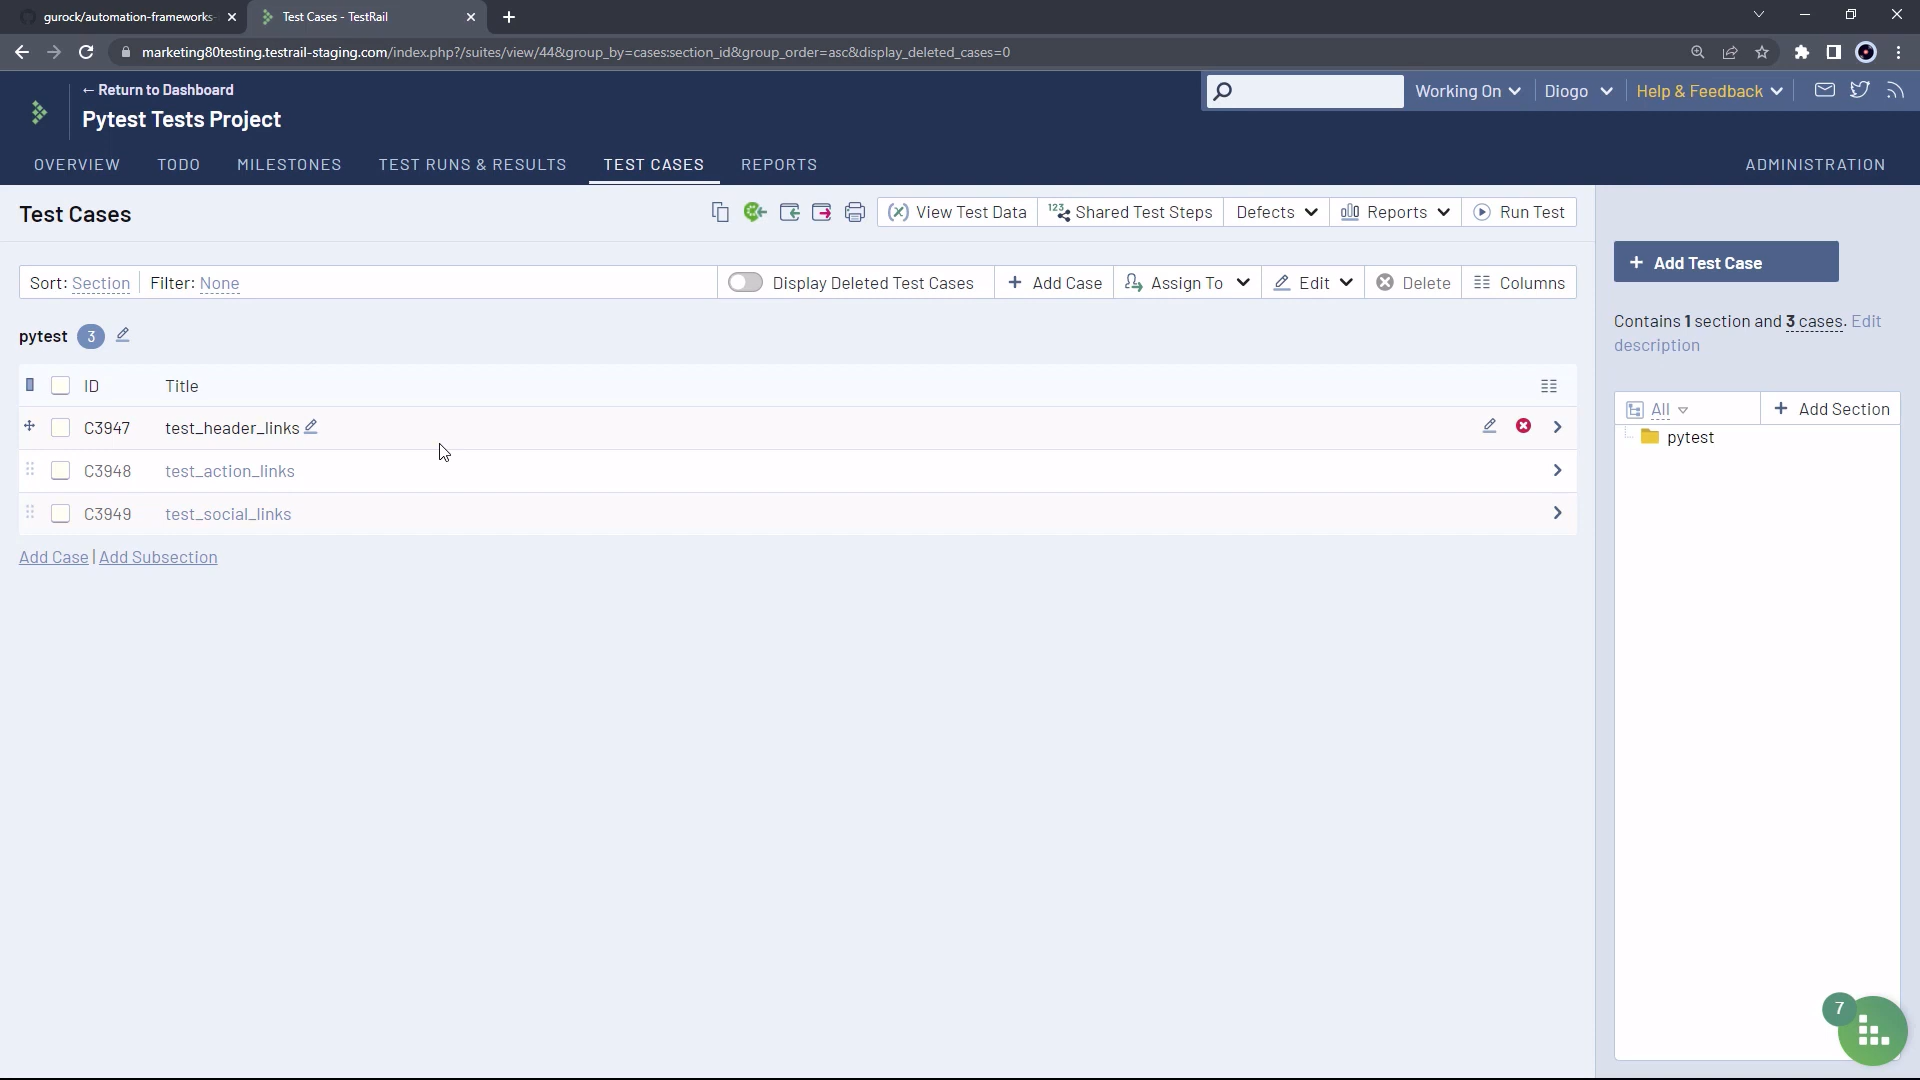 gurock/automation-frameworks-
Test Cases - TestRail
marketing80testing.testrail-staging.com/index.php?/suites/view/44&group_by=cases:section_id&group_order=asc&display_deleted_cases=0
← Return to Dashboard
Pytest Tests Project
Working On
Diogo
Help & Feedback
OVERVIEW
TODO
MILESTONES
TEST RUNS & RESULTS
TEST CASES
REPORTS
ADMINISTRATION
Test Cases
View Test Data
Shared Test Steps
Defects
Reports
Run Test
Sort: Section
Filter: None
Display Deleted Test Cases
+ Add Case
Assign To
Edit
Delete
Columns
pytest 3
ID Title
C3947 test_header_links
C3948 test_action_links
C3949 test_social_links
Add Case | Add Subsection
+ Add Test Case
Contains 1 section and 3 cases. Edit
description
All
+ Add Section
pytest
7